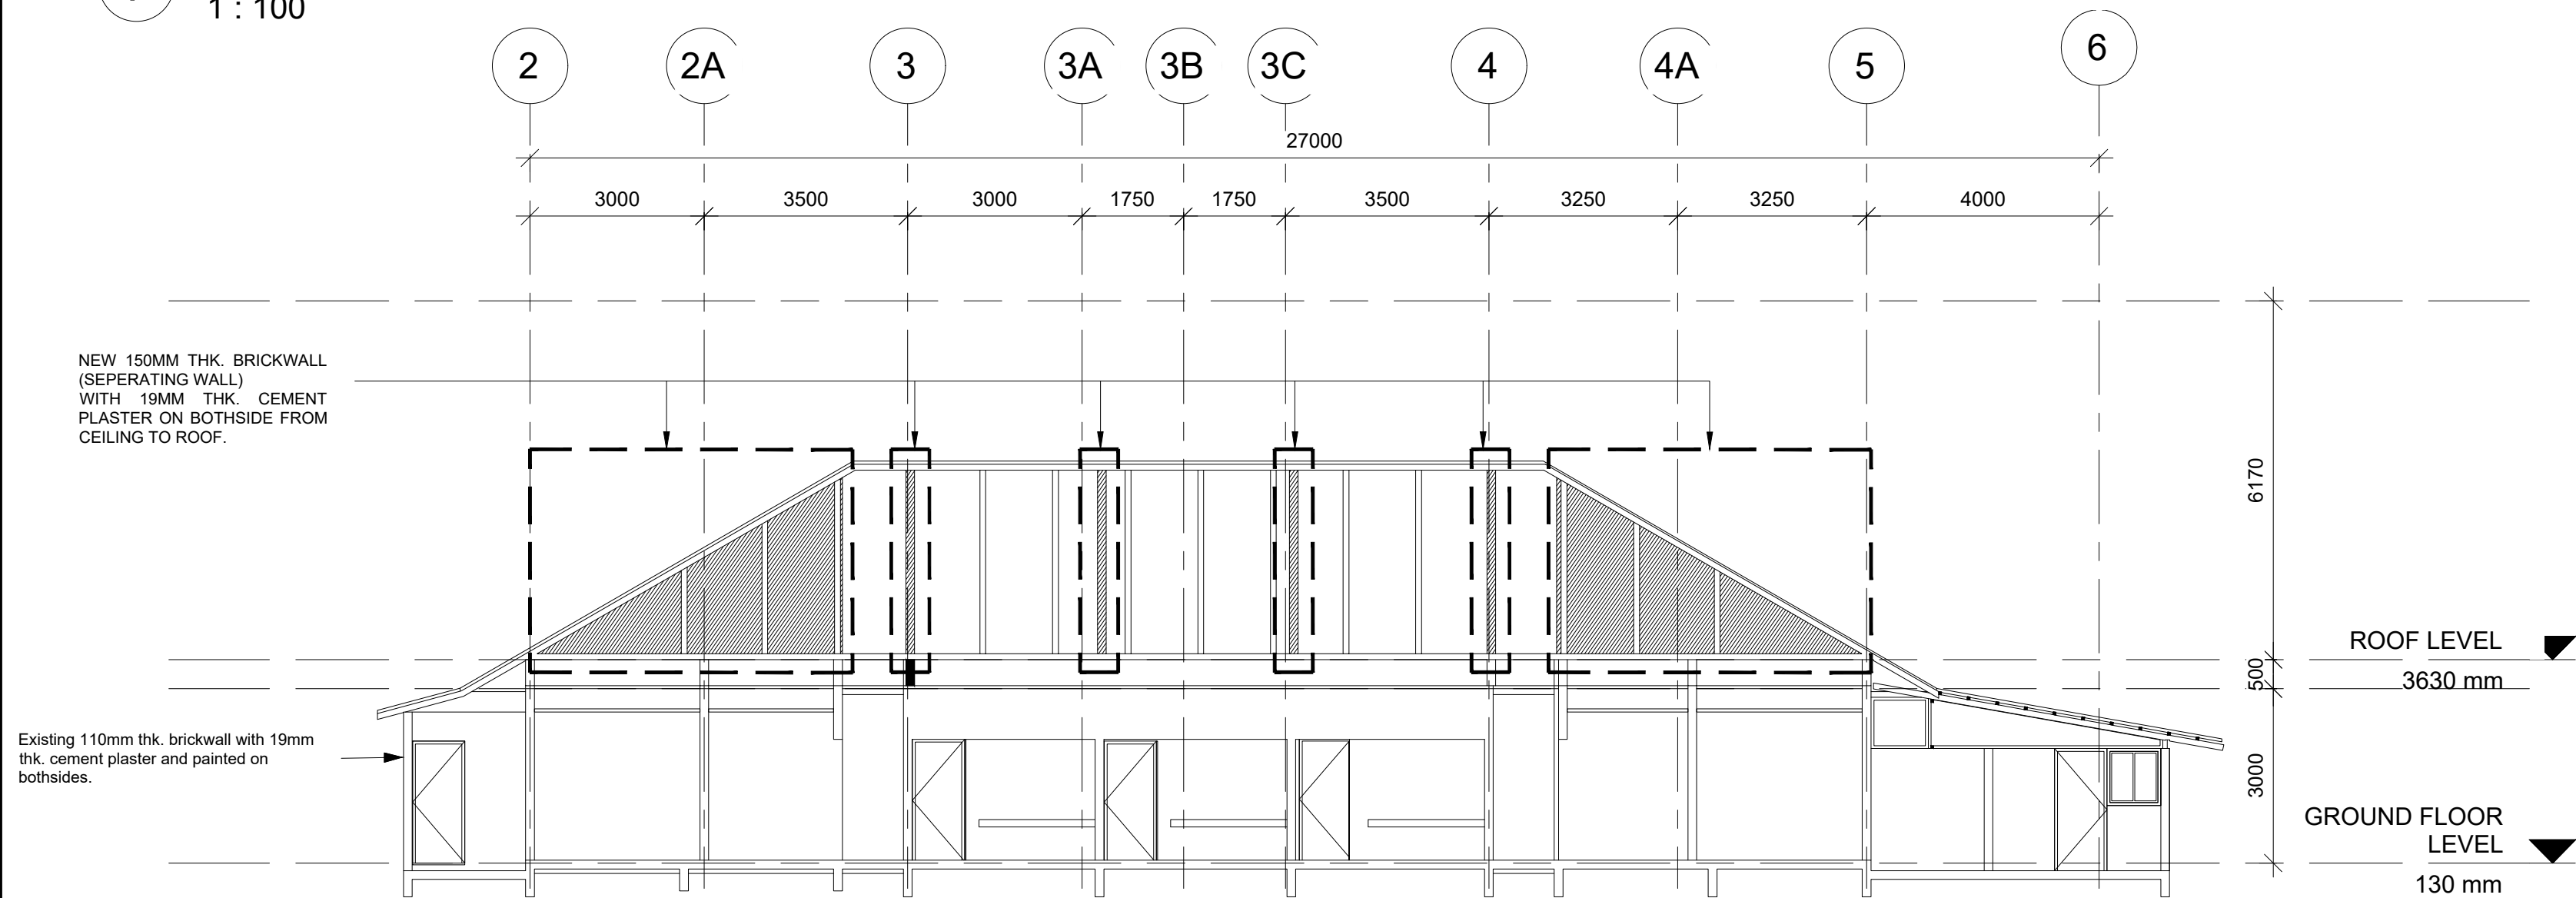 1 : 100
2
2A
3
3A
3B
3C
4
4A
5
6
27000
3000
3500
3000
1750
1750
3500
3250
3250
4000
NEW 150MM THK. BRICKWALL
(SEPERATING WALL)
WITH 19MM THK. CEMENT
PLASTER ON BOTHSIDE FROM
CEILING TO ROOF.
6170
500
3000
ROOF LEVEL
3630 mm
Existing 110mm thk. brickwall with 19mm
thk. cement plaster and painted on
bothsides.
GROUND FLOOR
LEVEL
130 mm